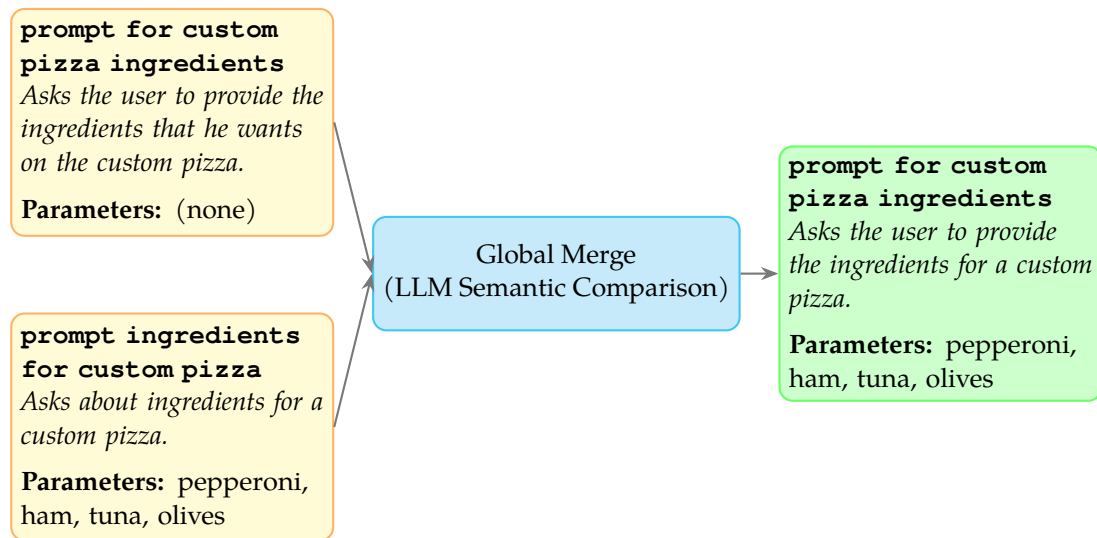 prompt for custom
pizza ingredients
Asks the user to provide the
ingredients that he wants
on the custom pizza.
Parameters: (none)
prompt ingredients
for custom pizza
Asks about ingredients for a
custom pizza.
Parameters: pepperoni,
ham, tuna, olives
Global Merge
(LLM Semantic Comparison)
prompt for custom
pizza ingredients
Asks the user to provide
the ingredients for a custom
pizza.
Parameters: pepperoni,
ham, tuna, olives